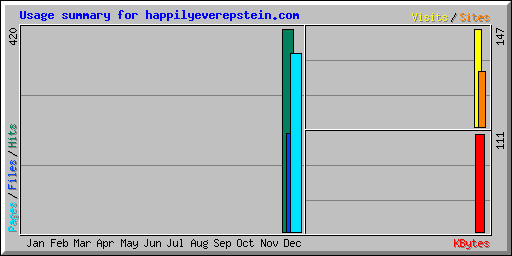 Usage summary for happilyeverepstein.com
Visits/Sites
420
147
111
Pages/Files/Hits
Jan Feb Mar Apr May Jun Jul Aug Sep Oct Nov Dec
KBytes